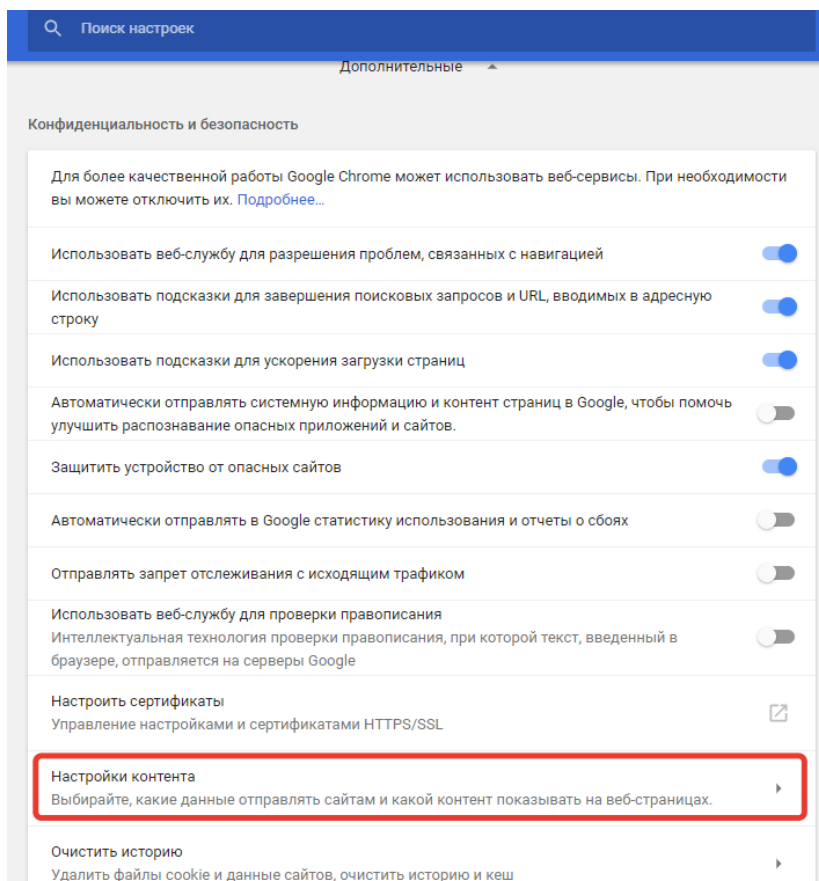 Поиск настроек
Дополнительные
Конфиденциальность и безопасность
Для более качественной работы Google Chrome может использовать веб-сервисы. При необходимости
вы можете отключить их. Подробнее...
Использовать веб-службу для разрешения проблем, связанных с навигацией
Использовать подсказки для завершения поисковых запросов и URL, вводимых в адресную
строку
Использовать подсказки для ускорения загрузки страниц
Автоматически отправлять системную информацию и контент страниц в Google, чтобы помочь
улучшить распознавание опасных приложений и сайтов.
Защитить устройство от опасных сайтов
Автоматически отправлять в Google статистику использования и отчеты о сбоях
Отправлять запрет отслеживания с исходящим трафиком
Использовать веб-службу для проверки правописания
Интеллектуальная технология проверки правописания, при которой текст, введенный в
браузере, отправляется на серверы Google
Настроить сертификаты
Управление настройками и сертификатами HTTPS/SSL
Настройки контента
Выбирайте, какие данные отправлять сайтам и какой контент показывать на веб-страницах.
Очистить историю
Удалить файлы cookie и данные сайтов, очистить историю и кеш